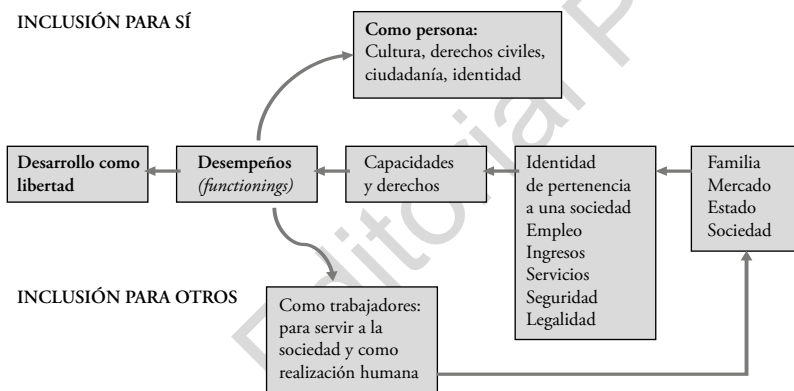 INCLUSIÓN PARA SÍ
Como persona:
Cultura, derechos civiles,
ciudadanía, identidad
Desarrollo como
libertad
Desempeños
(functionings)
Capacidades
y derechos
Identidad
de pertenencia
a una sociedad
Empleo
Ingresos
Servicios
Seguridad
Legalidad
Familia
Mercado
Estado
Sociedad
INCLUSIÓN PARA OTROS
Como trabajadores:
para servir a la
sociedad y como
realización humana
Editorial P